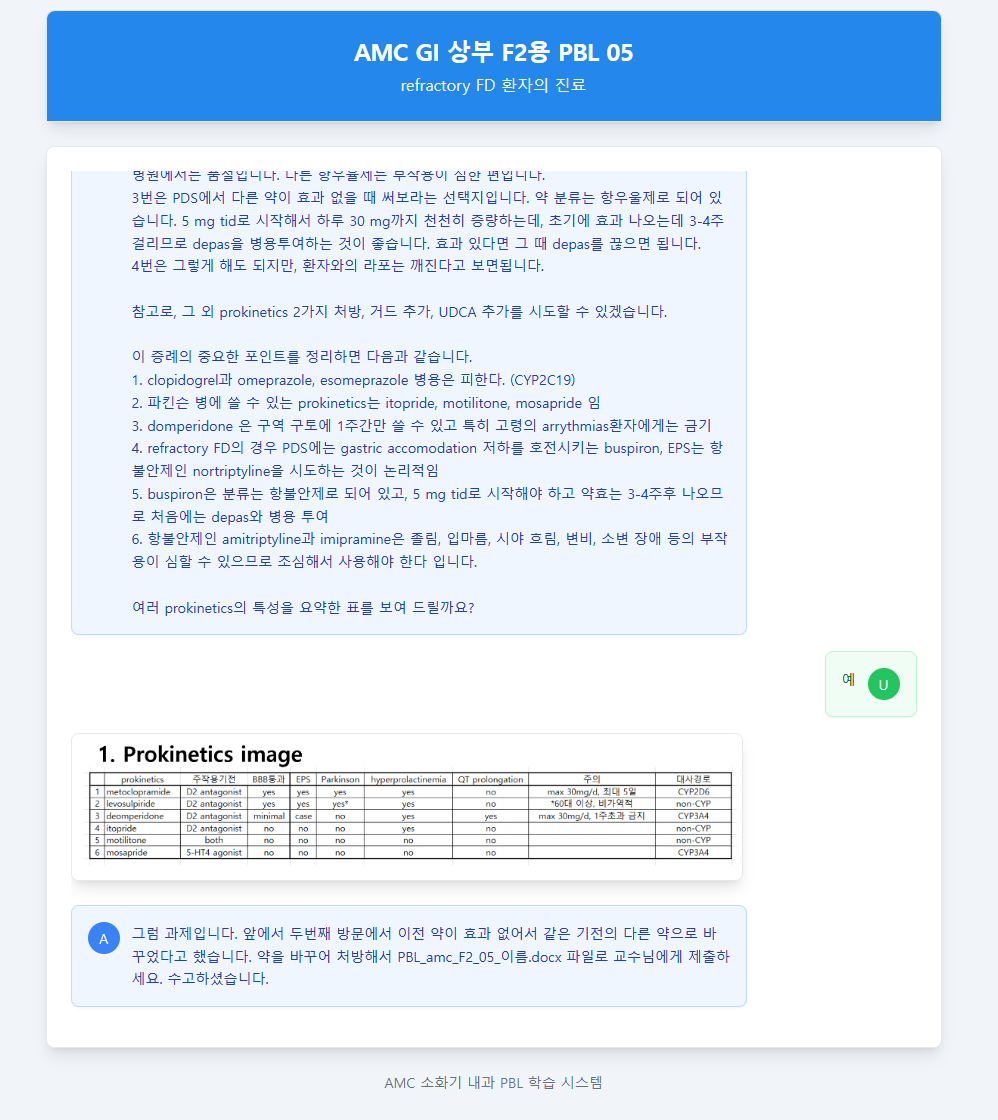 AMC GI 상부 F2용 PBL 05
refractory FD 환자의 진료
병원에서는 품절입니다. 다른 항우울제는 부작용이 심한 편입니다.
3번은 PDS에서 다른 약이 효과 없을 때 써보라는 선택지입니다. 약 분류는 항우울제로 되어 있
습니다. 5 mg tid로 시작해서 하루 30 mg까지 천천히 증량하는데, 초기에 효과 나오는데 3-4주
걸리므로 depas을 병용투여하는 것이 좋습니다. 효과 있다면 그 때 depas를 끊으면 됩니다.
4번은 그렇게 해도 되지만, 환자와의 라포는 깨진다고 보면됩니다.
참고로, 그 외 prokinetics 2가지 처방, 거드 추가, UDCA 추가를 시도할 수 있겠습니다.
이 증례의 중요한 포인트를 정리하면 다음과 같습니다.
1. clopidogrel과 omeprazole, esomeprazole 병용은 피한다. (CYP2C19)
2. 파킨슨 병에 쓸 수 있는 prokinetics는 itopride, motilitone, mosapride 임
3. domperidone 은 구역 구토에 1주간만 쓸 수 있고 특히 고령의 arrythmias환자에게는 금기
4. refractory FD의 경우 PDS에는 gastric accomodation 저하를 호전시키는 buspiron, EPS는 항
불안제인 nortriptyline을 시도하는 것이 논리적임
5. buspiron은 분류는 항불안제로 되어 있고, 5 mg tid로 시작해야 하고 약효는 3-4주후 나오므
로 처음에는 depas와 병용 투여
6. 항불안제인 amitriptyline과 imipramine은 졸림, 입마름, 시야 흐림, 변비, 소변 장애 등의 부작
용이 심할 수 있으므로 조심해서 사용해야 한다 입니다.
여러 prokinetics의 특성을 요약한 표를 보여 드릴까요?
예 U
1. Prokinetics image
prokinetics 주작용기전 BBB통과 EPS Parkinson hyperprolactinemia QT prolongation 주의 대사경로
1 metoclopramide D2 antagonist yes yes yes yes no max 30mg/d, 최대 5일 CYP2D6
2 levosulpiride D2 antagonist yes yes yes* yes no *60대 이상, 비가역적 non-CYP
3 deomperidone D2 antagonist minimal case no yes yes max 30mg/d, 1주초과 금지 CYP3A4
4 itopride D2 antagonist no no no yes no non-CYP
5 motilitone both no no no no no non-CYP
6 mosapride 5-HT4 agonist no no no no no CYP3A4
A 그럼 과제입니다. 앞에서 두번째 방문에서 이전 약이 효과 없어서 같은 기전의 다른 약으로 바
꾸었다고 했습니다. 약을 바꾸어 처방해서 PBL_amc_F2_05_이름.docx 파일로 교수님에게 제출하
세요. 수고하셨습니다.
AMC 소화기 내과 PBL 학습 시스템